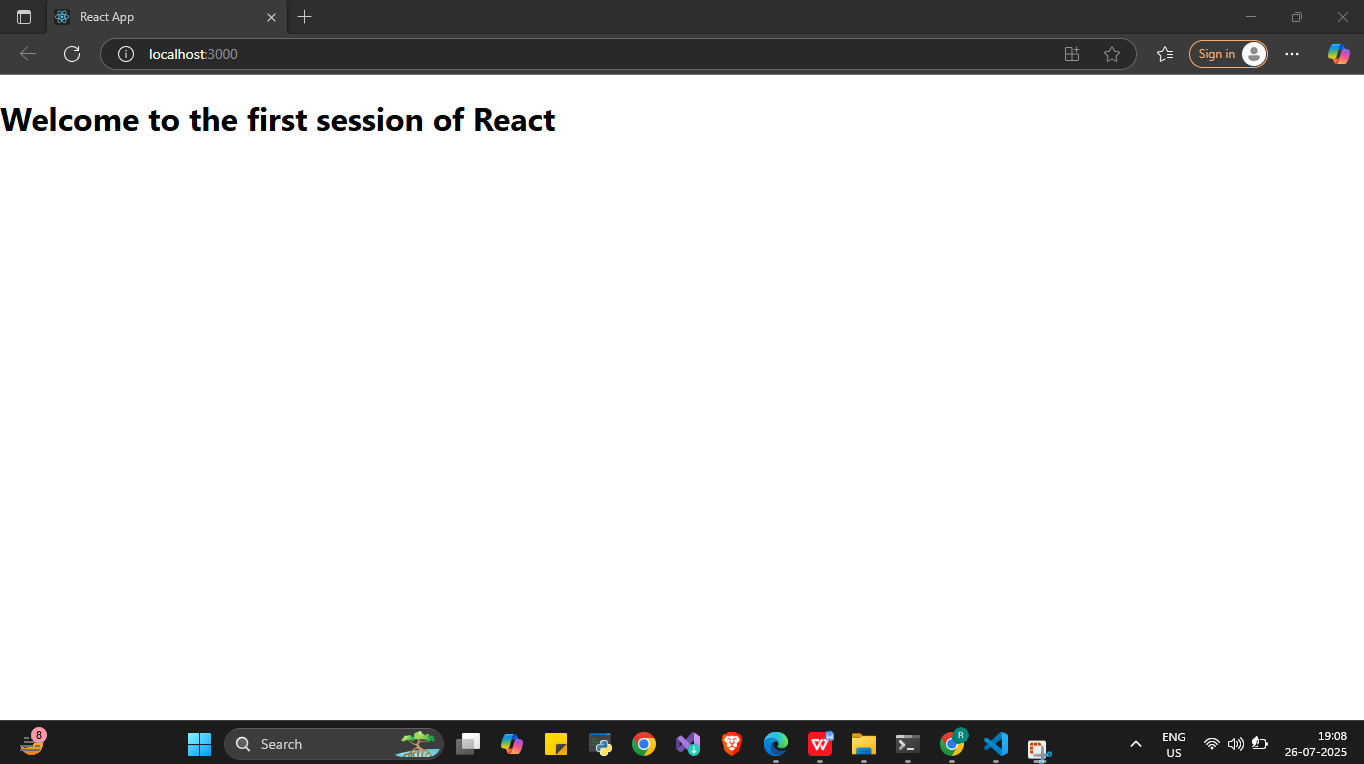 React App
localhost:3000
Sign in
Welcome to the first session of React
8
Search
W
R
ENG
US
19:08
26-07-2025